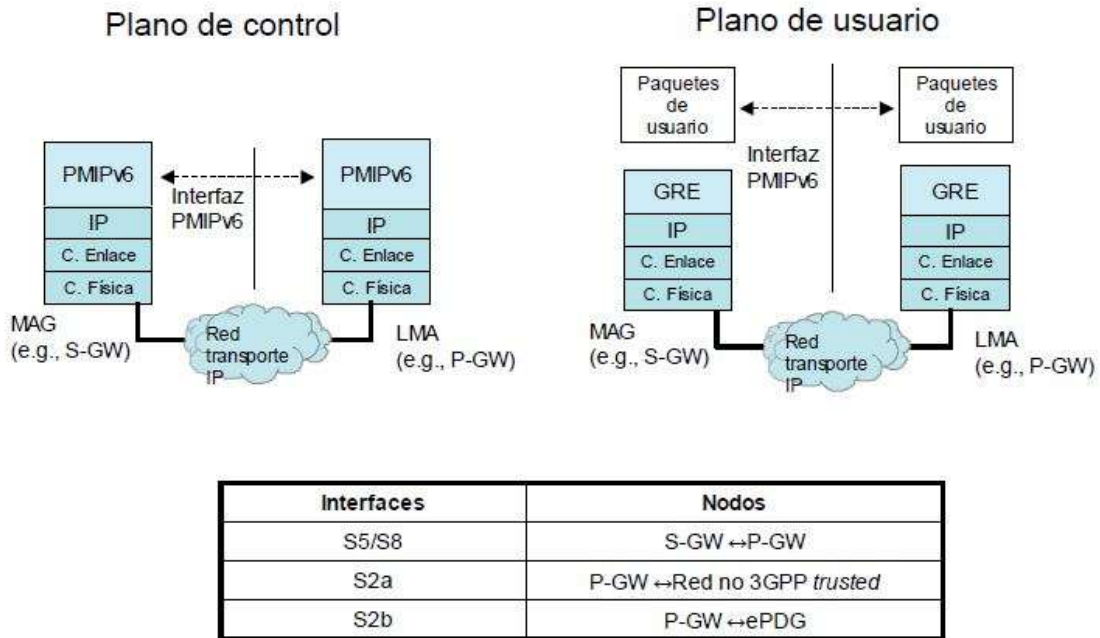 Plano de control
Plano de usuario
PMIPv6
IP
C. Enlace
C. Física
Interfaz
PMIPv6
PMIPv6
IP
C. Enlace
C. Física
MAG
(e.g., S-GW)
Red
transporte
IP
LMA
(e.g., P-GW)
Paquetes
de
usuario
Paquetes
de
usuario
Interfaz
PMIPv6
GRE
IP
C. Enlace
C. Física
GRE
IP
C. Enlace
C. Física
MAG
(e.g., S-GW)
Red
transporte
IP
LMA
(e.g., P-GW)
Interfaces Nodos
S5/S8 S-GW ↔P-GW
S2a P-GW ↔Red no 3GPP trusted
S2b P-GW ↔ePDG